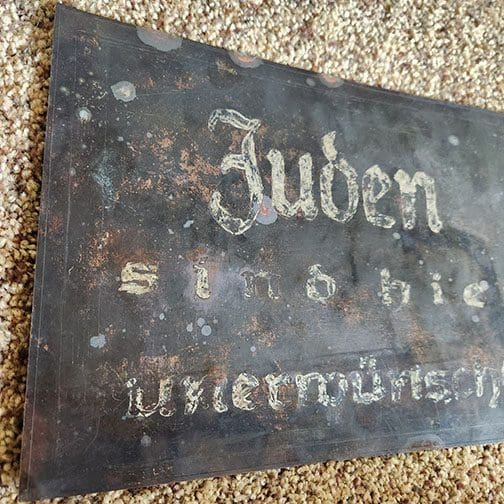 Juden
sind hie
unerwünsch